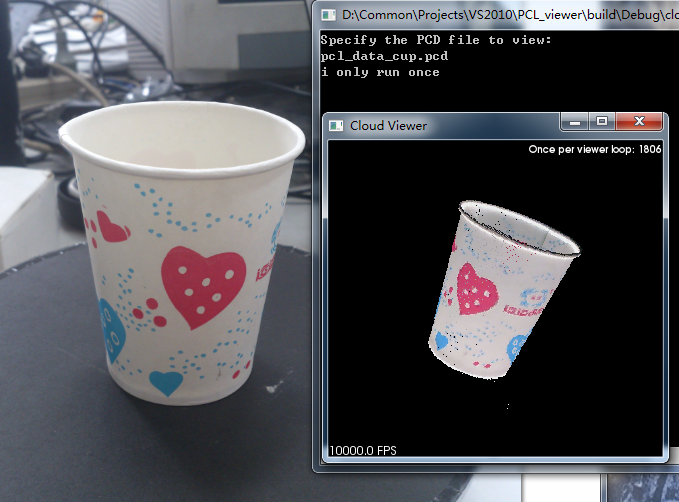 D:\Common\Projects\VS2010\PCL_viewer\build\Debug\clo
Specify the PCD file to view:
pcl_data_cup.pcd
i only run once
Cloud Viewer
Once per viewer loop: 1806
10000.0 FPS